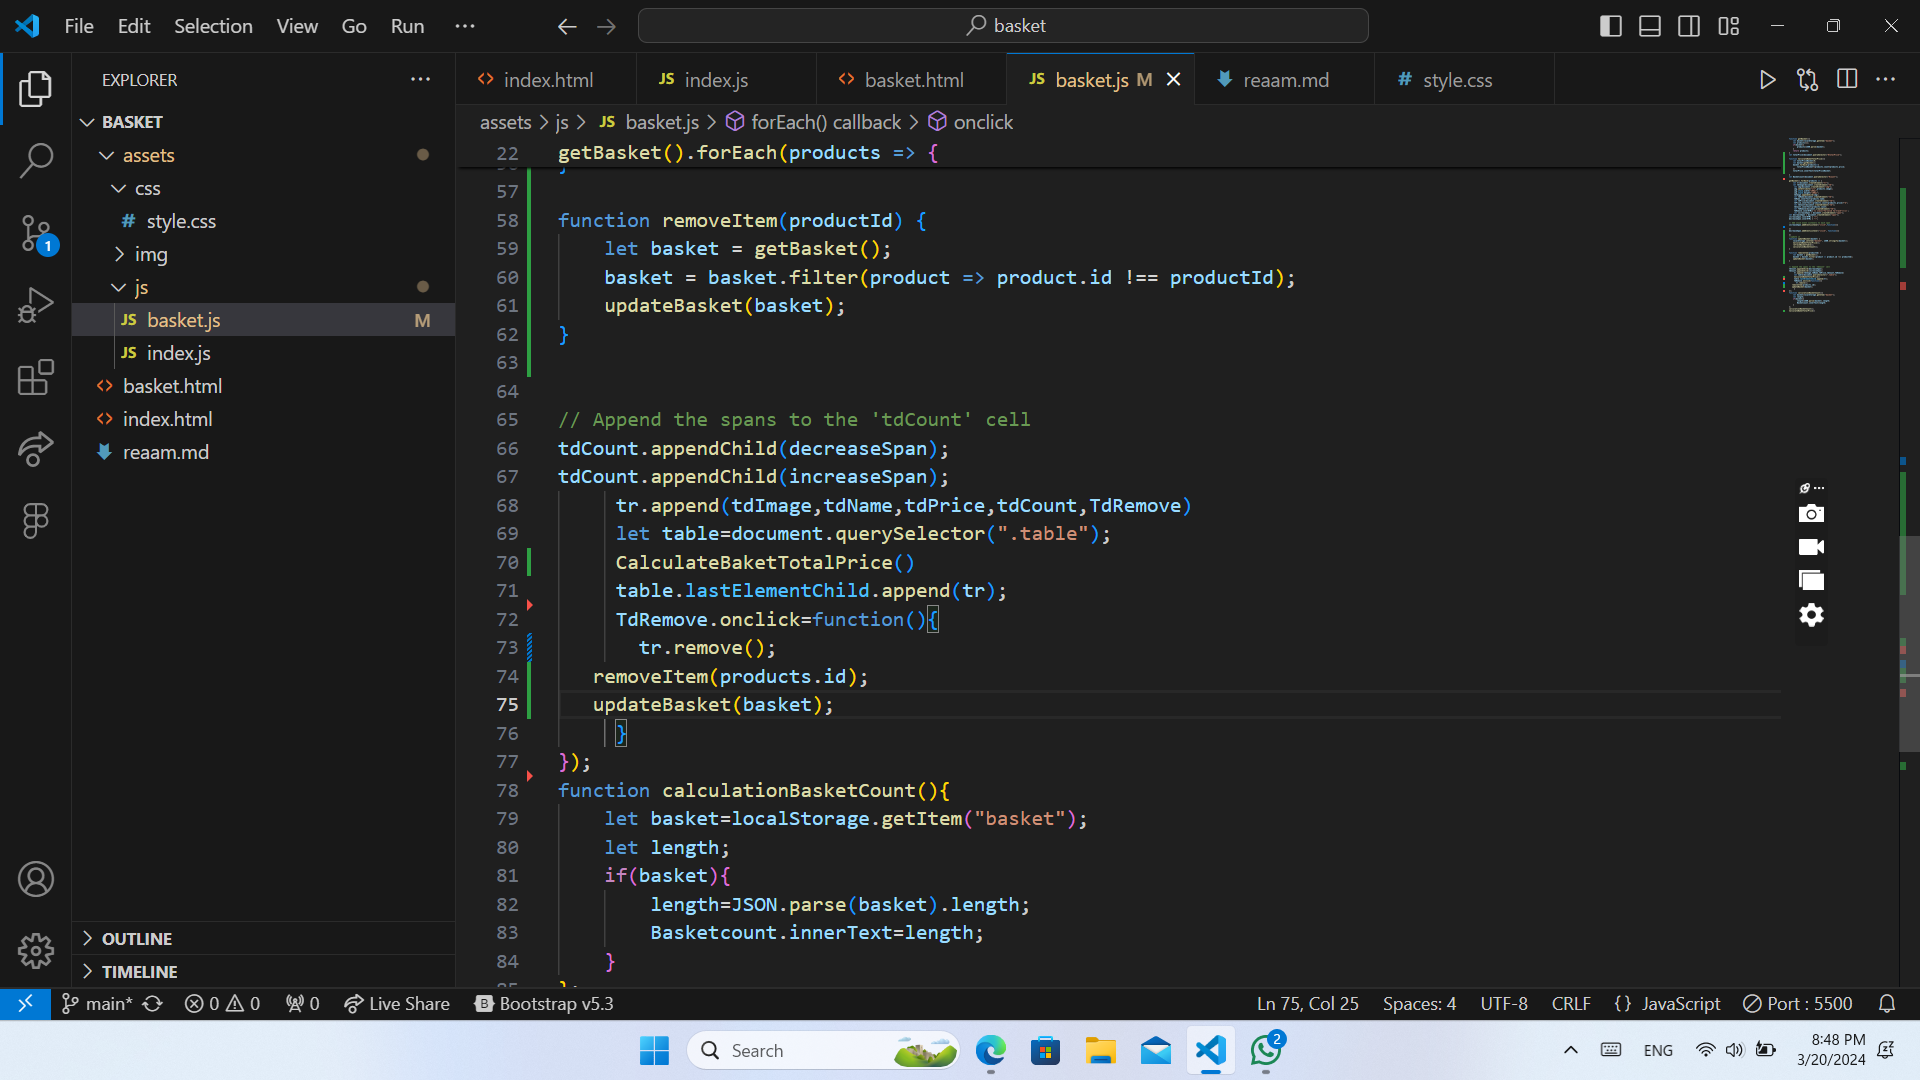 File Edit Selection View Go Run ··· basket
EXPLORER ···
BASKET
assets
css
# style.css
img
js
JS basket.js M
JS index.js
<> basket.html
<> index.html
reaam.md
OUTLINE
TIMELINE
<> index.html JS index.js <> basket.html JS basket.js M reaam.md # style.css
assets > js > JS basket.js > forEach() callback > onclick
22 getBasket().forEach(products => {
57
58 function removeItem(productId) {
59 let basket = getBasket();
60 basket = basket.filter(product => product.id !== productId);
61 updateBasket(basket);
62 }
63
64
65 // Append the spans to the 'tdCount' cell
66 tdCount.appendChild(decreaseSpan);
67 tdCount.appendChild(increaseSpan);
68 tr.append(tdImage,tdName,tdPrice,tdCount,TdRemove)
69 let table=document.querySelector(".table");
70 CalculateBaketTotalPrice()
71 table.lastElementChild.append(tr);
72 TdRemove.onclick=function(){
73 tr.remove();
74 removeItem(products.id);
75 updateBasket(basket);
76 }
77 });
78 function calculationBasketCount(){
79 let basket=localStorage.getItem("basket");
80 let length;
81 if(basket){
82 length=JSON.parse(basket).length;
83 Basketcount.innerText=length;
84 }
1
main* 0 0 0 Live Share B Bootstrap v5.3 Ln 75, Col 25 Spaces: 4 UTF-8 CRLF {} JavaScript Port : 5500
Search 2 ENG 8:48 PM
3/20/2024